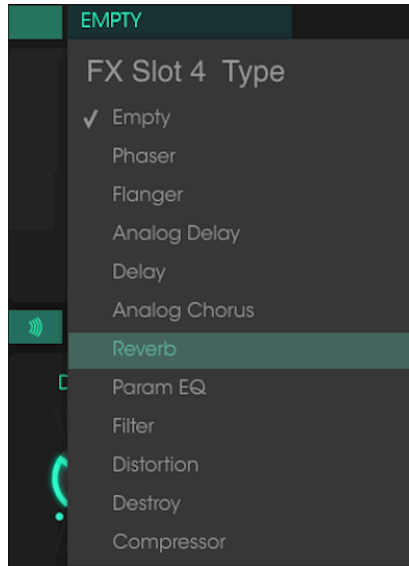 EMPTY
FX Slot 4 Type
✓ Empty
Phaser
Flanger
Analog Delay
Delay
Analog Chorus
Reverb
Param EQ
Filter
Distortion
Destroy
Compressor